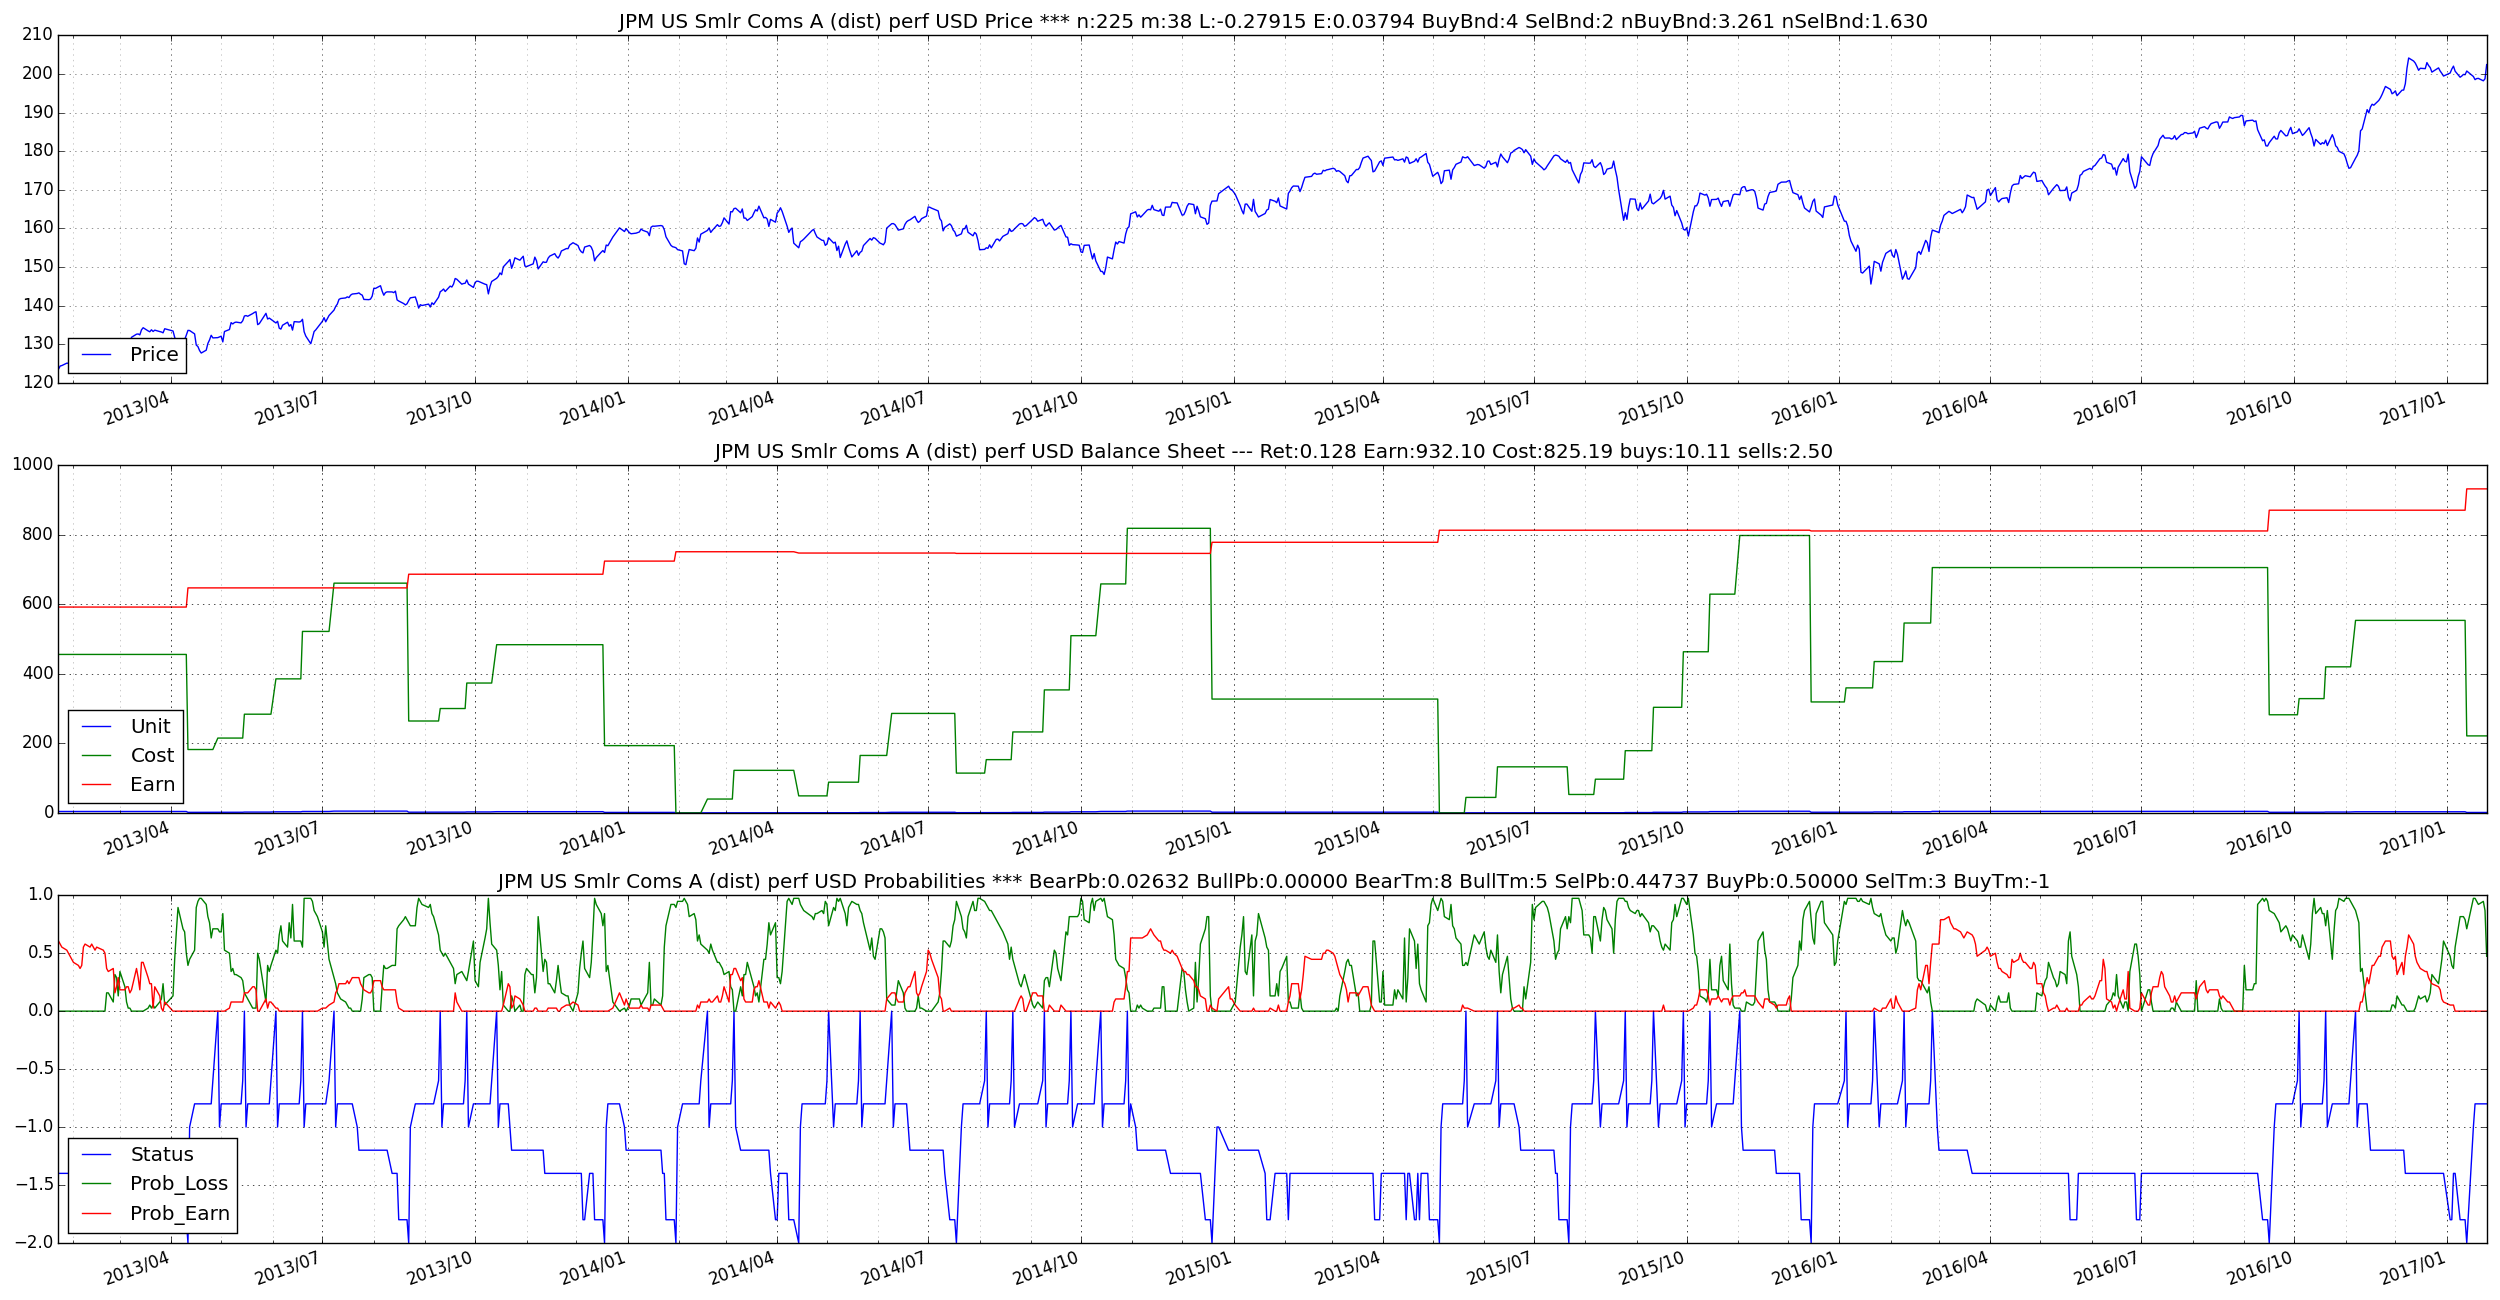 JPM US Smlr Coms A (dist) perf USD Price *** n:225 m:38 L:-0.27915 E:0.03794 BuyBnd:4 SelBnd:2 nBuyBnd:3.261 nSelBnd:1.630
210
200
190
180
170
160
150
140
130
120
Price
2013/04 2013/07 2013/10 2014/01 2014/04 2014/07 2014/10 2015/01 2015/04 2015/07 2015/10 2016/01 2016/04 2016/07 2016/10 2017/01
JPM US Smlr Coms A (dist) perf USD Balance Sheet --- Ret:0.128 Earn:932.10 Cost:825.19 buys:10.11 sells:2.50
1000
800
600
400
200
0
Unit
Cost
Earn
2013/04 2013/07 2013/10 2014/01 2014/04 2014/07 2014/10 2015/01 2015/04 2015/07 2015/10 2016/01 2016/04 2016/07 2016/10 2017/01
JPM US Smlr Coms A (dist) perf USD Probabilities *** BearPb:0.02632 BullPb:0.00000 BearTm:8 BullTm:5 SelPb:0.44737 BuyPb:0.50000 SelTm:3 BuyTm:-1
1.0
0.5
0.0
−0.5
−1.0
−1.5
−2.0
Status
Prob_Loss
Prob_Earn
2013/04 2013/07 2013/10 2014/01 2014/04 2014/07 2014/10 2015/01 2015/04 2015/07 2015/10 2016/01 2016/04 2016/07 2016/10 2017/01